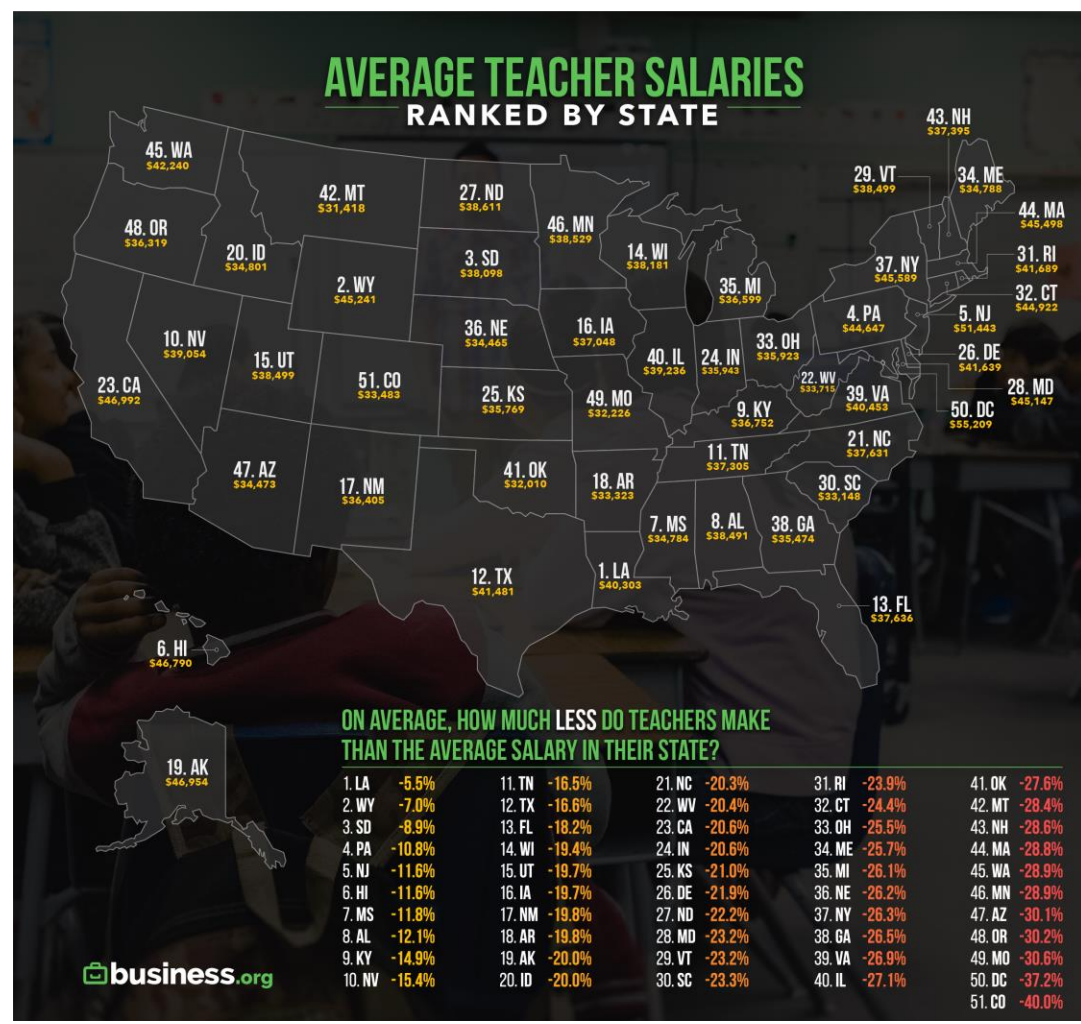 AVERAGE TEACHER SALARIES
RANKED BY STATE
43. NH
$37,395
45. WA
$42,240
29. VT
$38,499
34. ME
$34,788
42. MT
$31,418
27. ND
$38,611
44. MA
$45,498
48. OR
$36,319
46. MN
$38,529
20. ID
$34,801
3. SD
$38,098
14. WI
$38,181
31. RI
$41,689
37. NY
$45,589
2. WY
$45,241
35. MI
$36,599
32. CT
$44,922
4. PA
$44,647
5. NJ
$51,443
10. NV
$39,054
36. NE
$34,465
16. IA
$37,048
33. OH
$35,923
26. DE
$41,639
15. UT
$38,499
40. IL
$39,236
24. IN
$35,943
23. CA
$46,992
51. CO
$33,483
22. WV
$33,715
28. MD
$45,147
25. KS
$35,769
49. MO
$32,226
39. VA
$40,453
50. DC
$55,209
9. KY
$36,752
21. NC
$37,631
11. TN
$37,305
47. AZ
$34,473
17. NM
$36,405
41. OK
$32,010
18. AR
$33,323
30. SC
$33,148
7. MS
$34,784
8. AL
$38,491
38. GA
$35,474
12. TX
$41,481
1. LA
$40,303
13. FL
$37,636
6. HI
$46,790
19. AK
$46,954
ON AVERAGE, HOW MUCH LESS DO TEACHERS MAKE
THAN THE AVERAGE SALARY IN THEIR STATE?
1. LA -5.5%
2. WY -7.0%
3. SD -8.9%
4. PA -10.8%
5. NJ -11.6%
6. HI -11.6%
7. MS -11.8%
8. AL -12.1%
9. KY -14.9%
10. NV -15.4%
11. TN -16.5%
12. TX -16.6%
13. FL -18.2%
14. WI -19.4%
15. UT -19.7%
16. IA -19.7%
17. NM -19.8%
18. AR -19.8%
19. AK -20.0%
20. ID -20.0%
21. NC -20.3%
22. WV -20.4%
23. CA -20.6%
24. IN -20.6%
25. KS -21.0%
26. DE -21.9%
27. ND -22.2%
28. MD -23.2%
29. VT -23.2%
30. SC -23.3%
31. RI -23.9%
32. CT -24.4%
33. OH -25.5%
34. ME -25.7%
35. MI -26.1%
36. NE -26.2%
37. NY -26.3%
38. GA -26.5%
39. VA -26.9%
40. IL -27.1%
41. OK -27.6%
42. MT -28.4%
43. NH -28.6%
44. MA -28.8%
45. WA -28.9%
46. MN -28.9%
47. AZ -30.1%
48. OR -30.2%
49. MO -30.6%
50. DC -37.2%
51. CO -40.0%
business.org